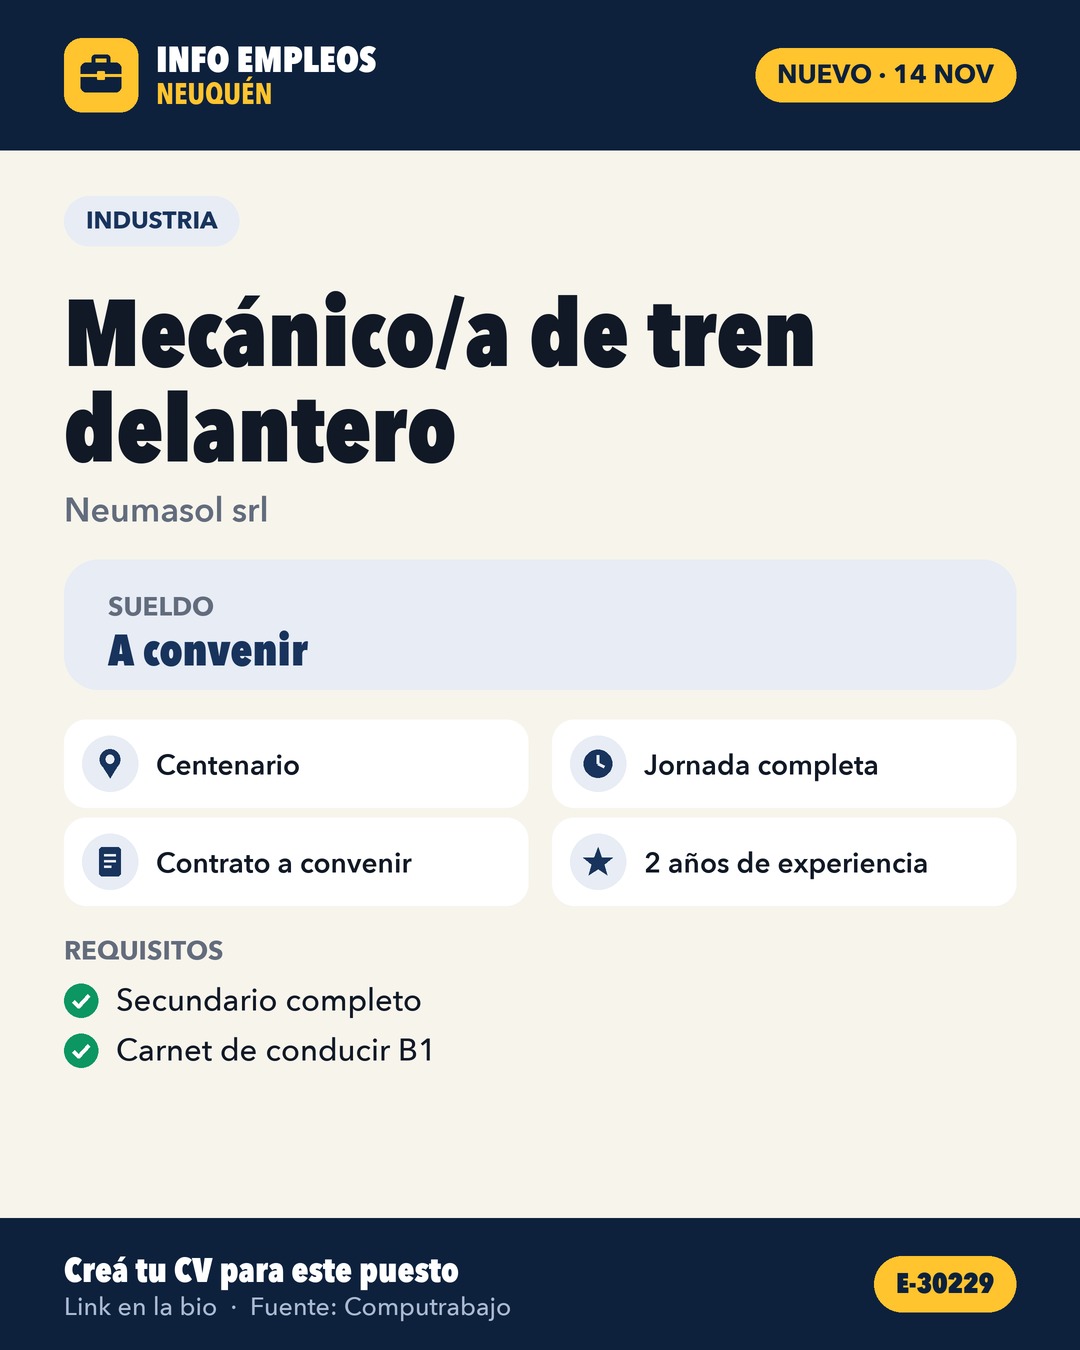 INFO EMPLEOS
NEUQUÉN
NUEVO · 14 NOV
INDUSTRIA
Mecánico/a de tren
delantero
Neumasol srl
SUELDO
A convenir
Centenario
Jornada completa
Contrato a convenir
2 años de experiencia
REQUISITOS
Secundario completo
Carnet de conducir B1
Creá tu CV para este puesto
Link en la bio · Fuente: Computrabajo
E-30229